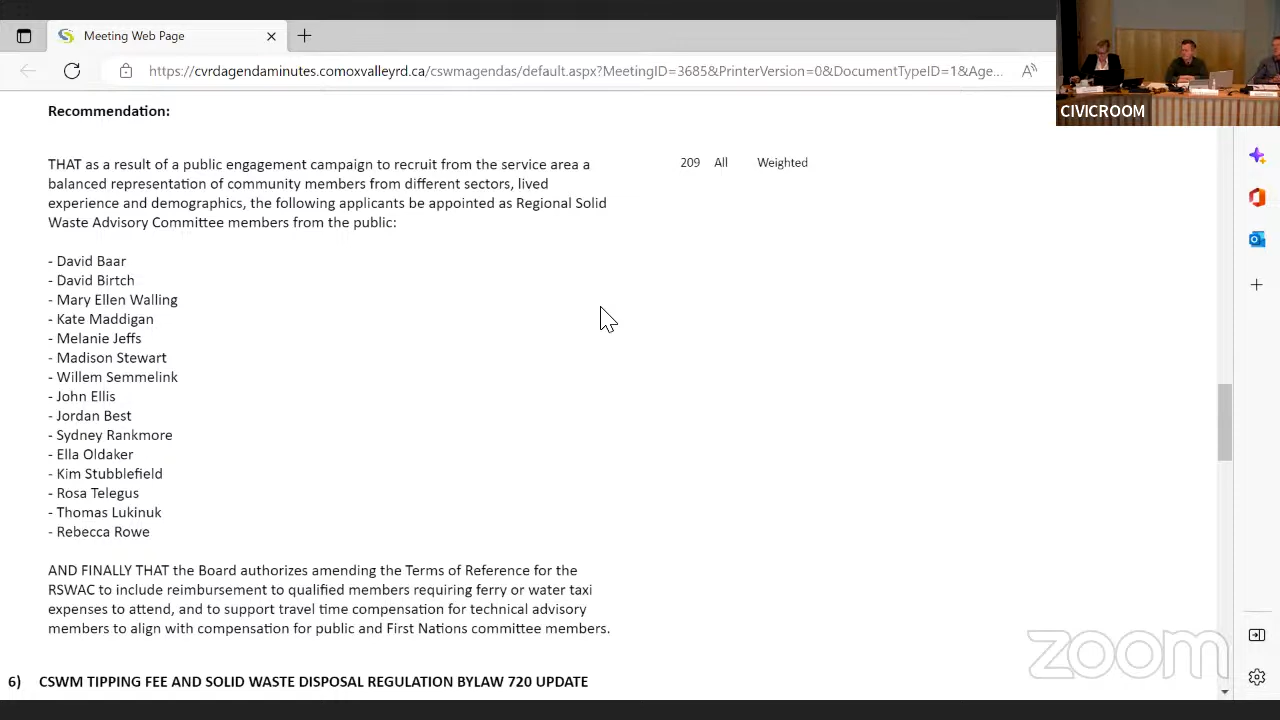 Meeting Web Page
https://cvrdagendaminutes.comoxvalleyrd.ca/cswmagendas/default.aspx?MeetingID=3685&PrinterVersion=0&DocumentTypeID=1&Age...
CIVICROOM
Recommendation:
THAT as a result of a public engagement campaign to recruit from the service area a
balanced representation of community members from different sectors, lived
experience and demographics, the following applicants be appointed as Regional Solid
Waste Advisory Committee members from the public:
209 All Weighted
- David Baar
- David Birtch
- Mary Ellen Walling
- Kate Maddigan
- Melanie Jeffs
- Madison Stewart
- Willem Semmelink
- John Ellis
- Jordan Best
- Sydney Rankmore
- Ella Oldaker
- Kim Stubblefield
- Rosa Telegus
- Thomas Lukinuk
- Rebecca Rowe
AND FINALLY THAT the Board authorizes amending the Terms of Reference for the
RSWAC to include reimbursement to qualified members requiring ferry or water taxi
expenses to attend, and to support travel time compensation for technical advisory
members to align with compensation for public and First Nations committee members.
zoom
6) CSWM TIPPING FEE AND SOLID WASTE DISPOSAL REGULATION BYLAW 720 UPDATE